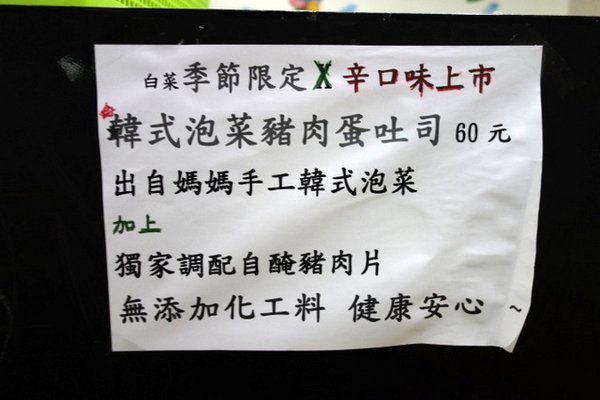 白菜季節限定 X 辛口味上市
韓式泡菜豬肉蛋吐司 60 元
出自媽媽手工韓式泡菜
加上
獨家調配自醃豬肉片
無添加化工料 健康安心 ~